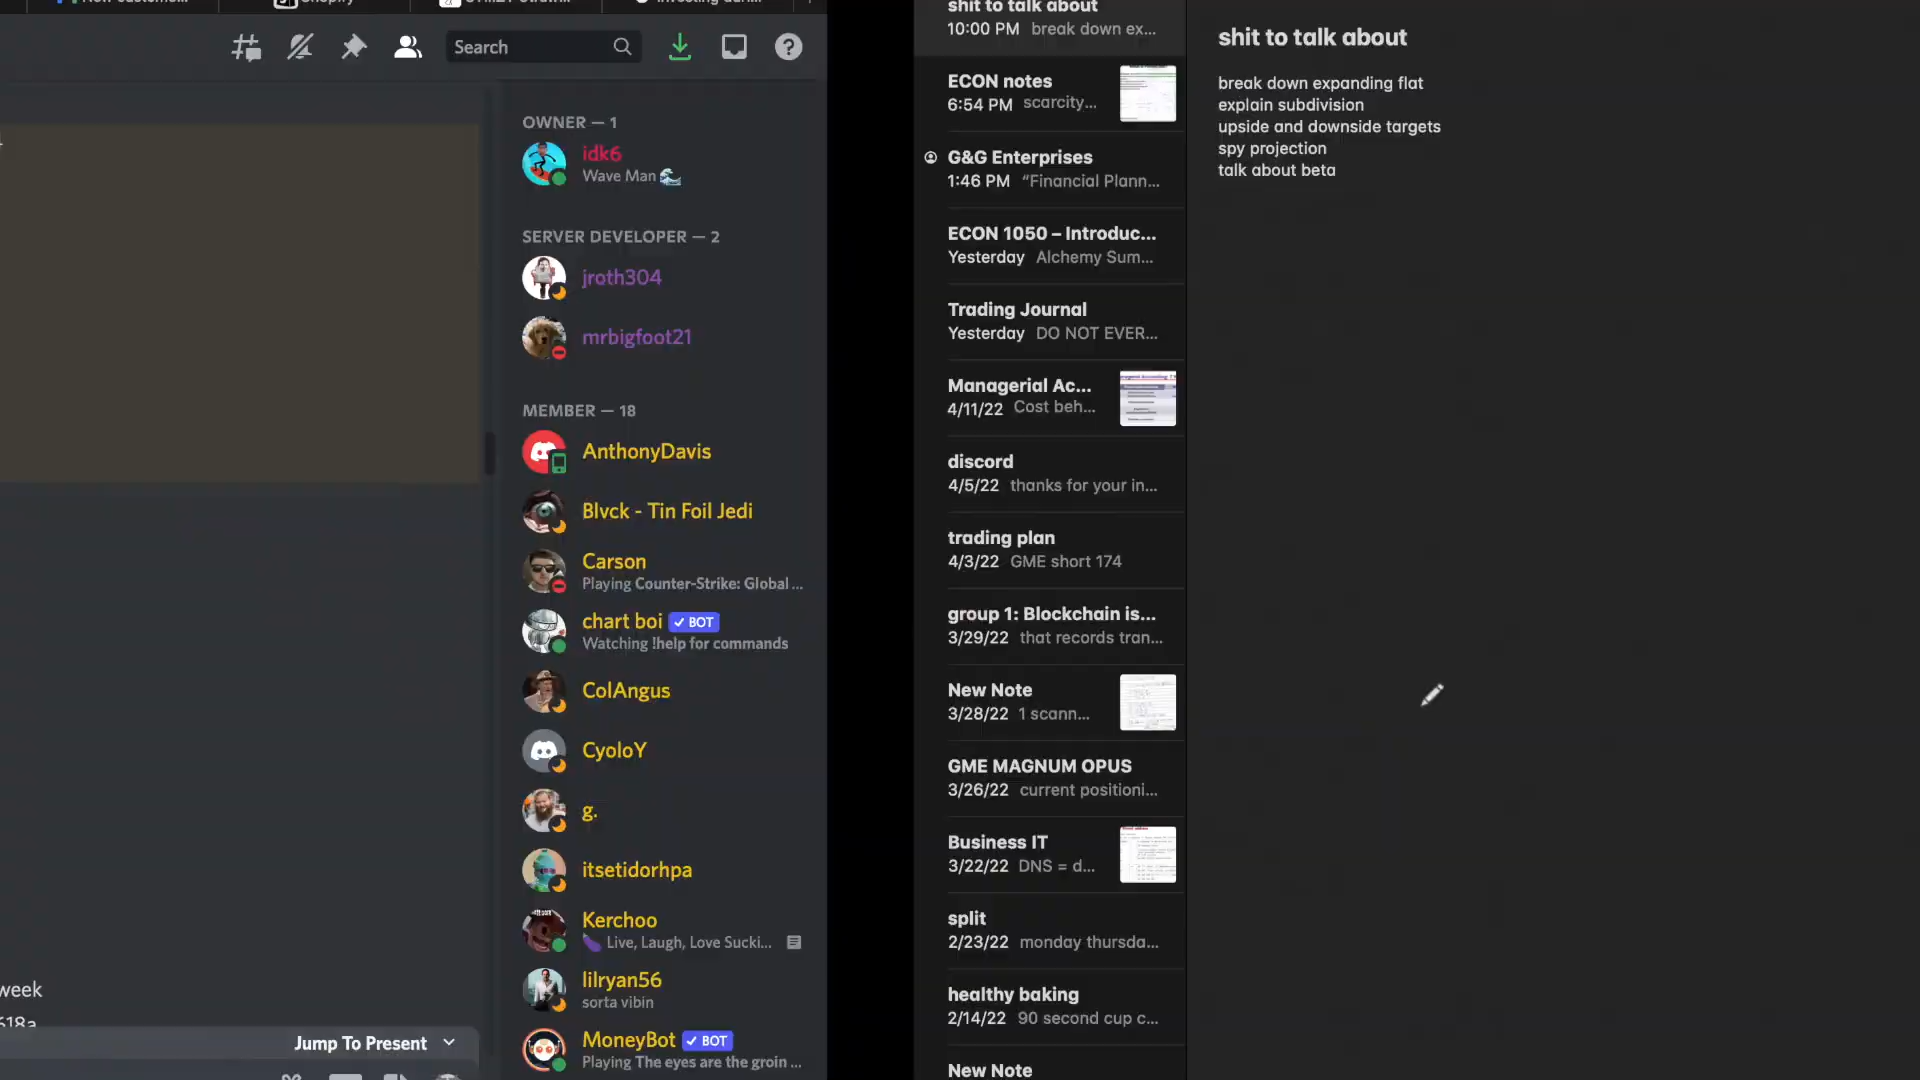 Shopify
Search
OWNER — 1
idk6
Wave Man
SERVER DEVELOPER — 2
jroth304
mrbigfoot21
MEMBER — 18
AnthonyDavis
Blvck - Tin Foil Jedi
Carson
Playing Counter-Strike: Global ...
chart boi BOT
Watching !help for commands
ColAngus
CyoloY
g.
itsetidorhpa
Kerchoo
Live, Laugh, Love Sucki...
lilryan56
sorta vibin
MoneyBot BOT
Playing The eyes are the groin ...
week
618a
Jump To Present
shit to talk about
10:00 PM break down ex...
ECON notes
6:54 PM scarcity...
G&G Enterprises
1:46 PM “Financial Plann...
ECON 1050 – Introduc...
Yesterday Alchemy Sum...
Trading Journal
Yesterday DO NOT EVER...
Managerial Ac...
4/11/22 Cost beh...
discord
4/5/22 thanks for your in...
trading plan
4/3/22 GME short 174
group 1: Blockchain is...
3/29/22 that records tran...
New Note
3/28/22 1 scann...
GME MAGNUM OPUS
3/26/22 current positioni...
Business IT
3/22/22 DNS = d...
split
2/23/22 monday thursda...
healthy baking
2/14/22 90 second cup c...
New Note
shit to talk about
break down expanding flat
explain subdivision
upside and downside targets
spy projection
talk about beta